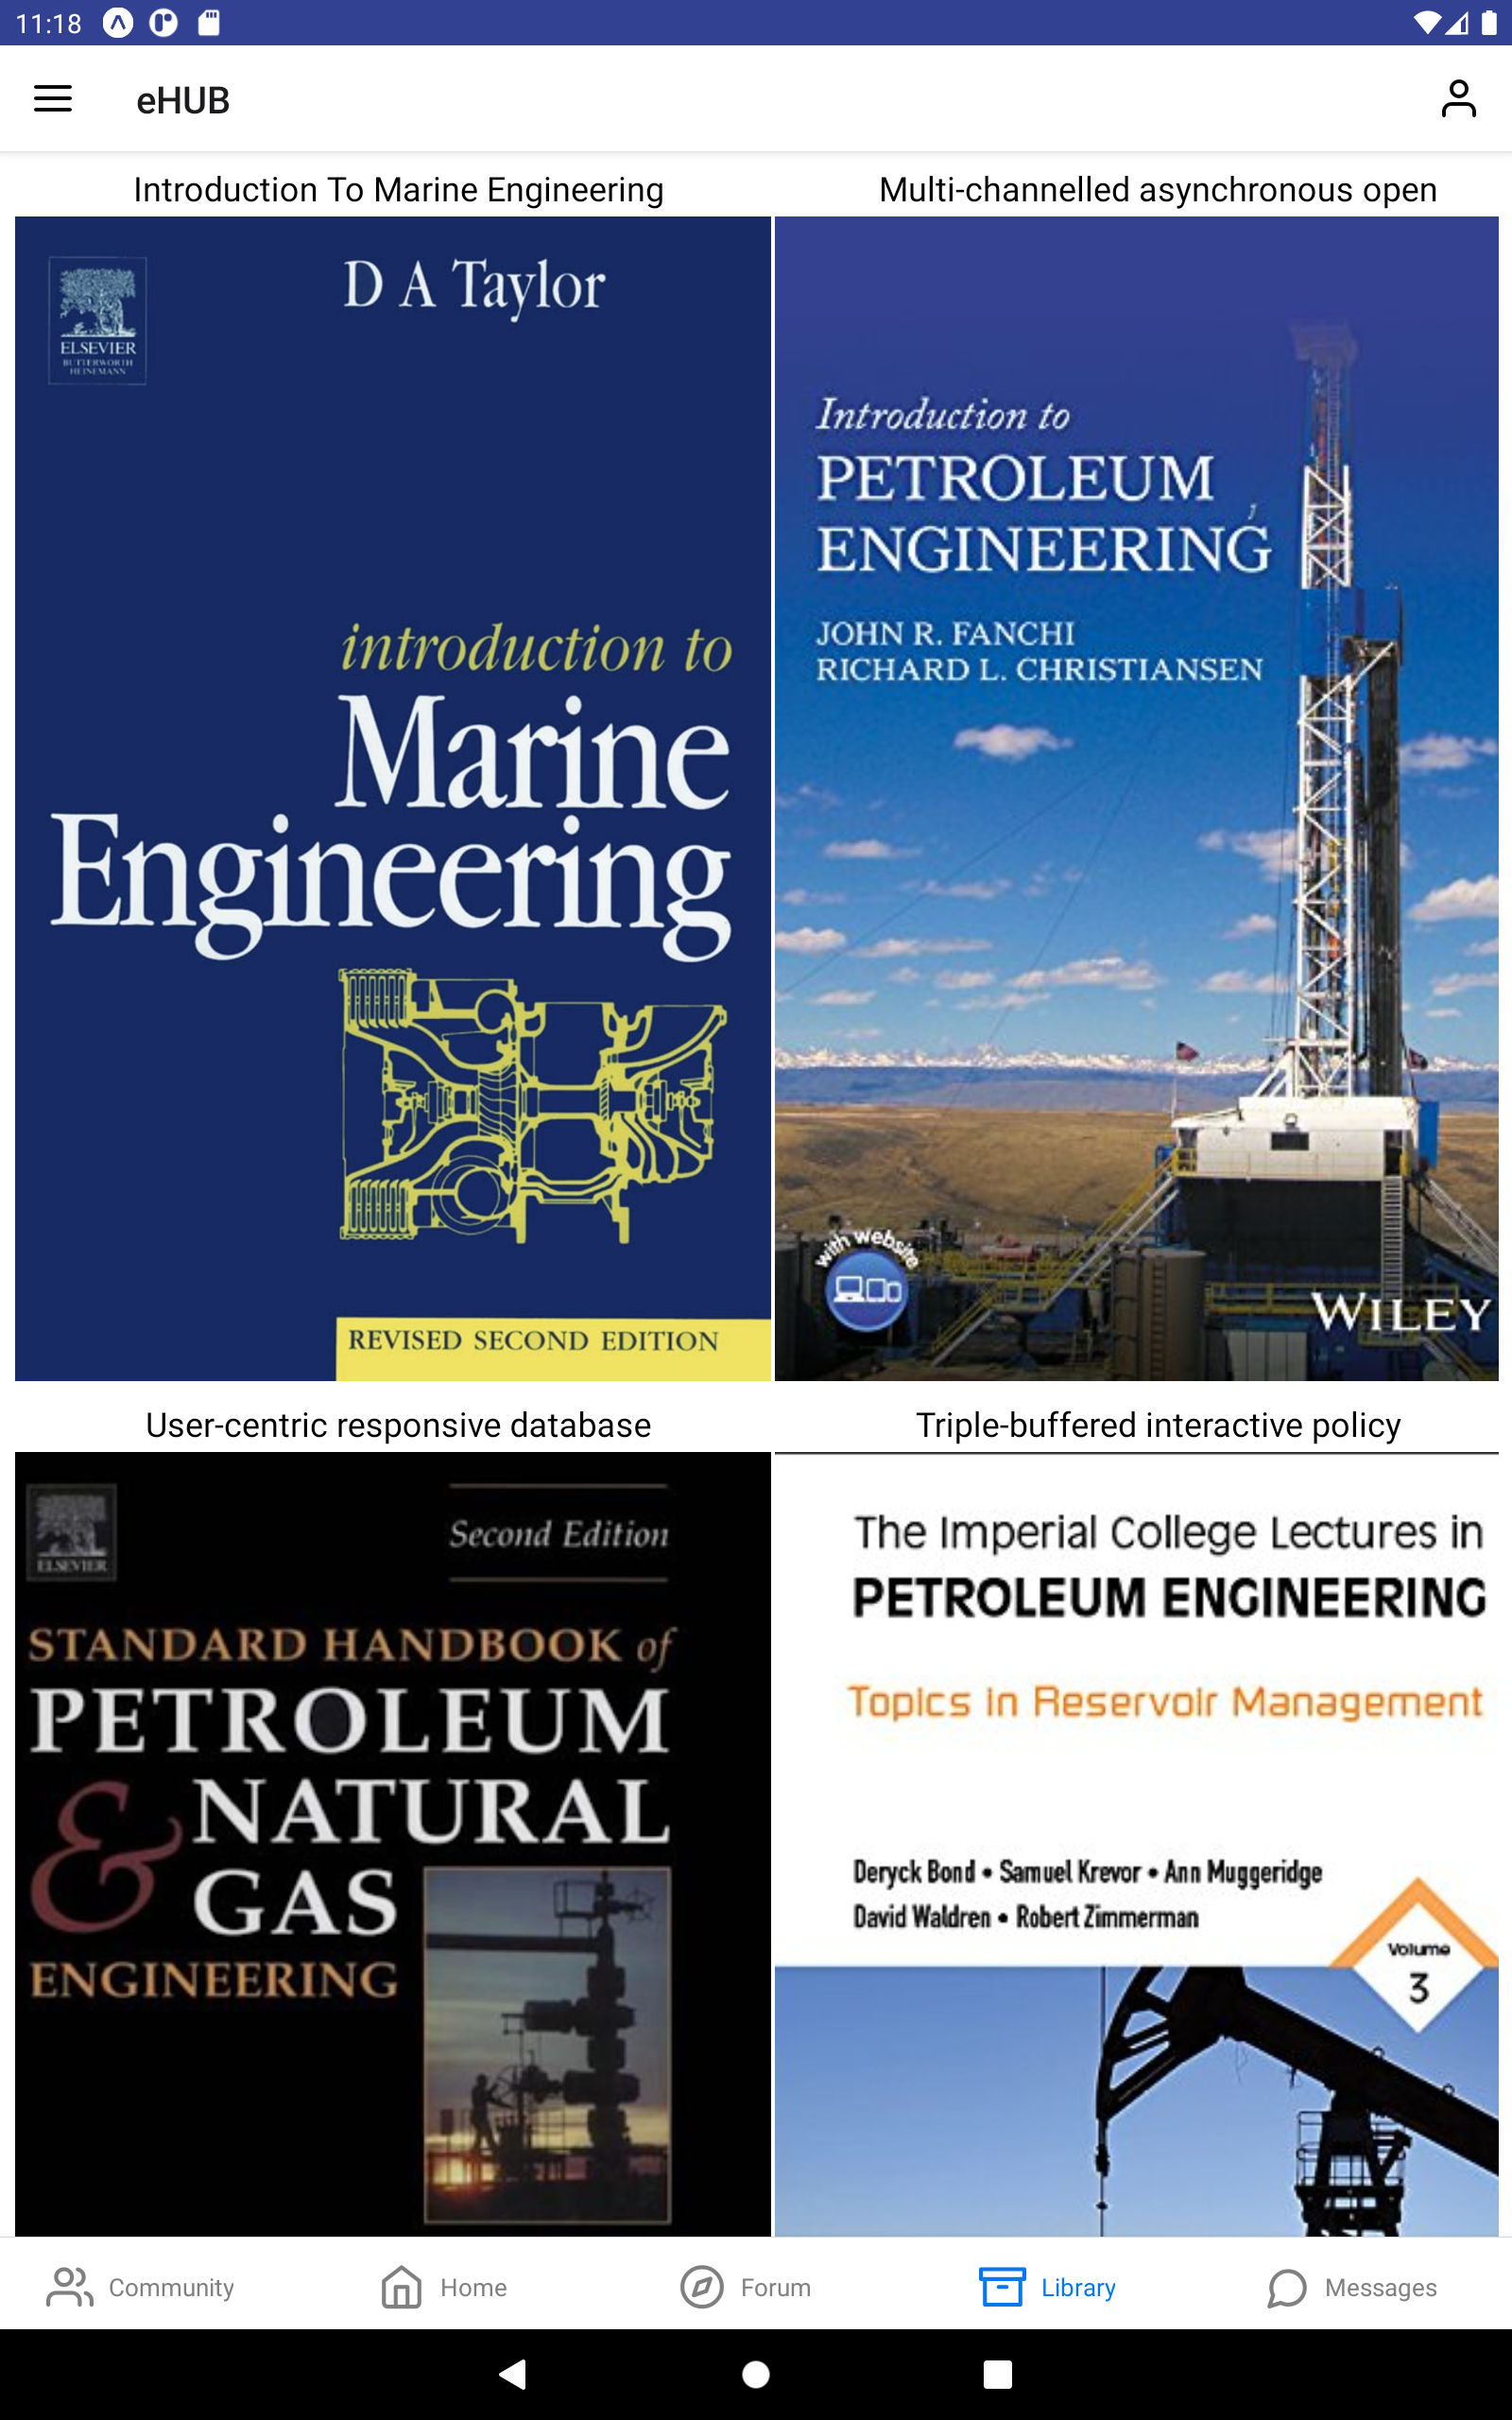 11:18
eHUB
Introduction To Marine Engineering
Multi-channelled asynchronous open
ELSEVIER
BUTTERWORTH
HEINEMANN
D A Taylor
introduction to
Marine
Engineering
REVISED SECOND EDITION
Introduction to
PETROLEUM
ENGINEERING
JOHN R. FANCHI
RICHARD L. CHRISTIANSEN
with website
WILEY
User-centric responsive database
Triple-buffered interactive policy
ELSEVIER
Second Edition
STANDARD HANDBOOK of
PETROLEUM
& NATURAL
GAS
ENGINEERING
The Imperial College Lectures in
PETROLEUM ENGINEERING
Topics in Reservoir Management
Deryck Bond • Samuel Krevor • Ann Muggeridge
David Waldren • Robert Zimmerman
Volume
3
Community
Home
Forum
Library
Messages